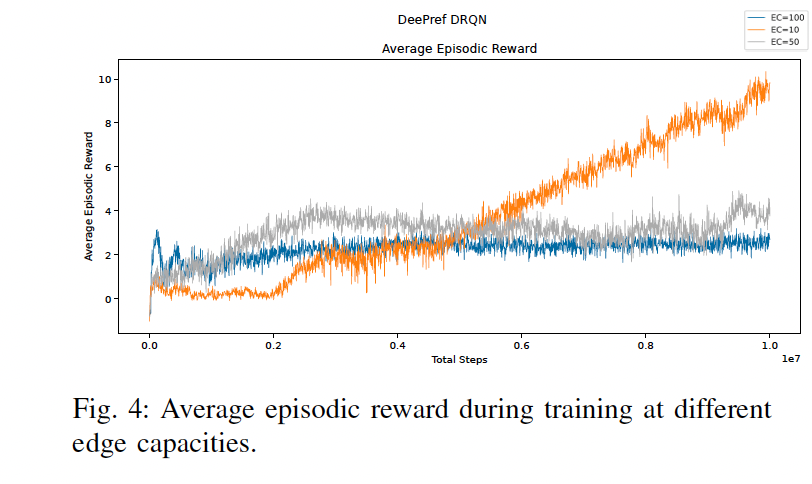 DeePref DRQN
EC=100
EC=10
EC=50
Average Episodic Reward
Average Episodic Reward
10
8
6
4
2
0
0.0 0.2 0.4 0.6 0.8 1.0
1e7
Total Steps
Fig. 4: Average episodic reward during training at different
edge capacities.